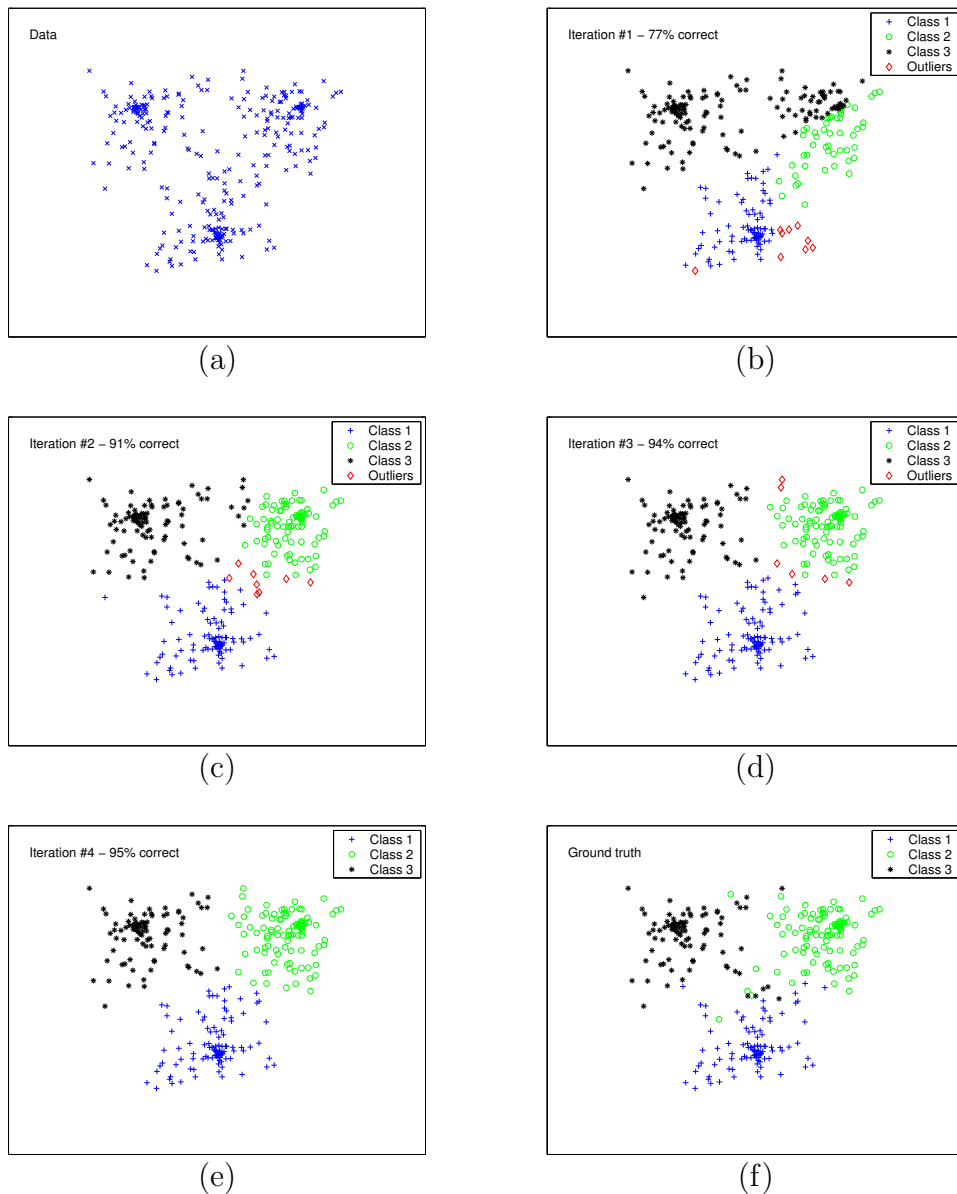 Data
(a)
Iteration #1 – 77% correct
Class 1
Class 2
Class 3
Outliers
(b)
Iteration #2 – 91% correct
Class 1
Class 2
Class 3
Outliers
(c)
Iteration #3 – 94% correct
Class 1
Class 2
Class 3
Outliers
(d)
Iteration #4 – 95% correct
Class 1
Class 2
Class 3
(e)
Ground truth
Class 1
Class 2
Class 3
(f)